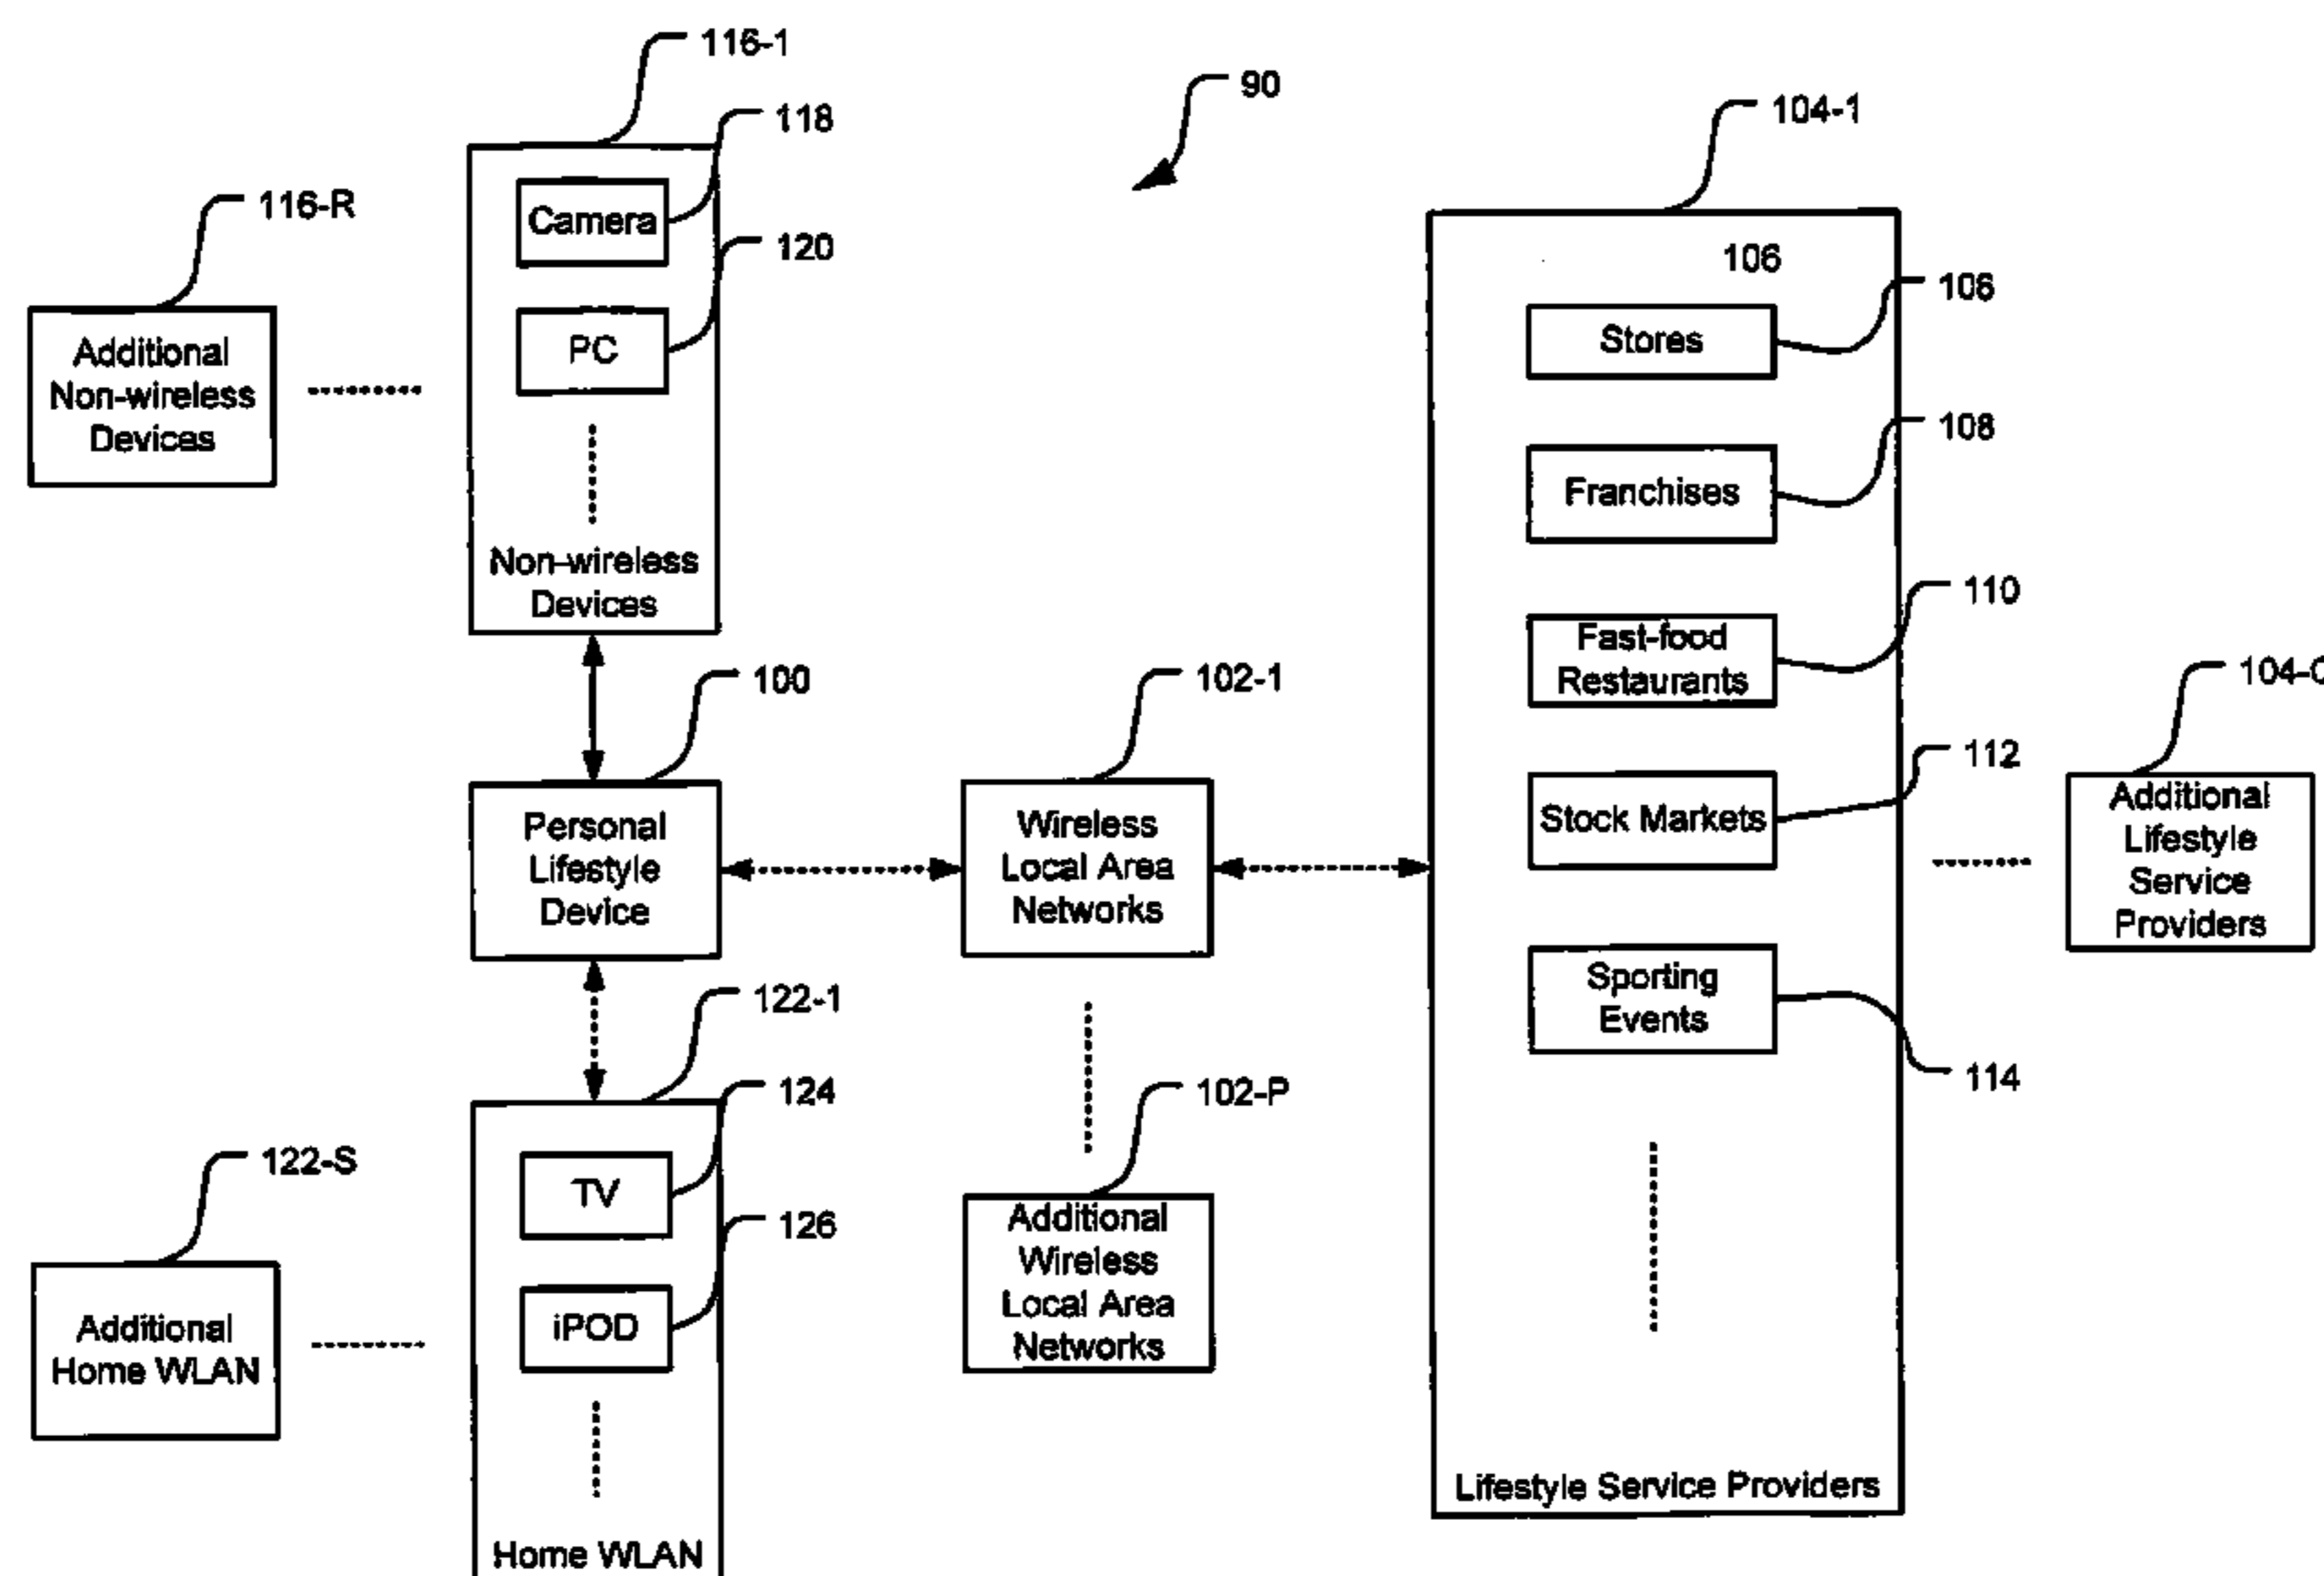 116-1
90
118
104-1
116-R
Camera
120
106
106
Additional
Non-wireless
Devices
PC
Stores
108
Franchises
Non-wireless
Devices
110
Fast-food
Restaurants
100
102-1
104-
112
Personal
Lifestyle
Device
Wireless
Local Area
Networks
Stock Markets
Additional
Lifestyle
Service
Providers
122-1
Sporting
Events
114
124
102-P
122-S
TV
126
Additional
Wireless
Local Area
Networks
iPOD
Additional
Home WLAN
Lifestyle Service Providers
Home WLAN